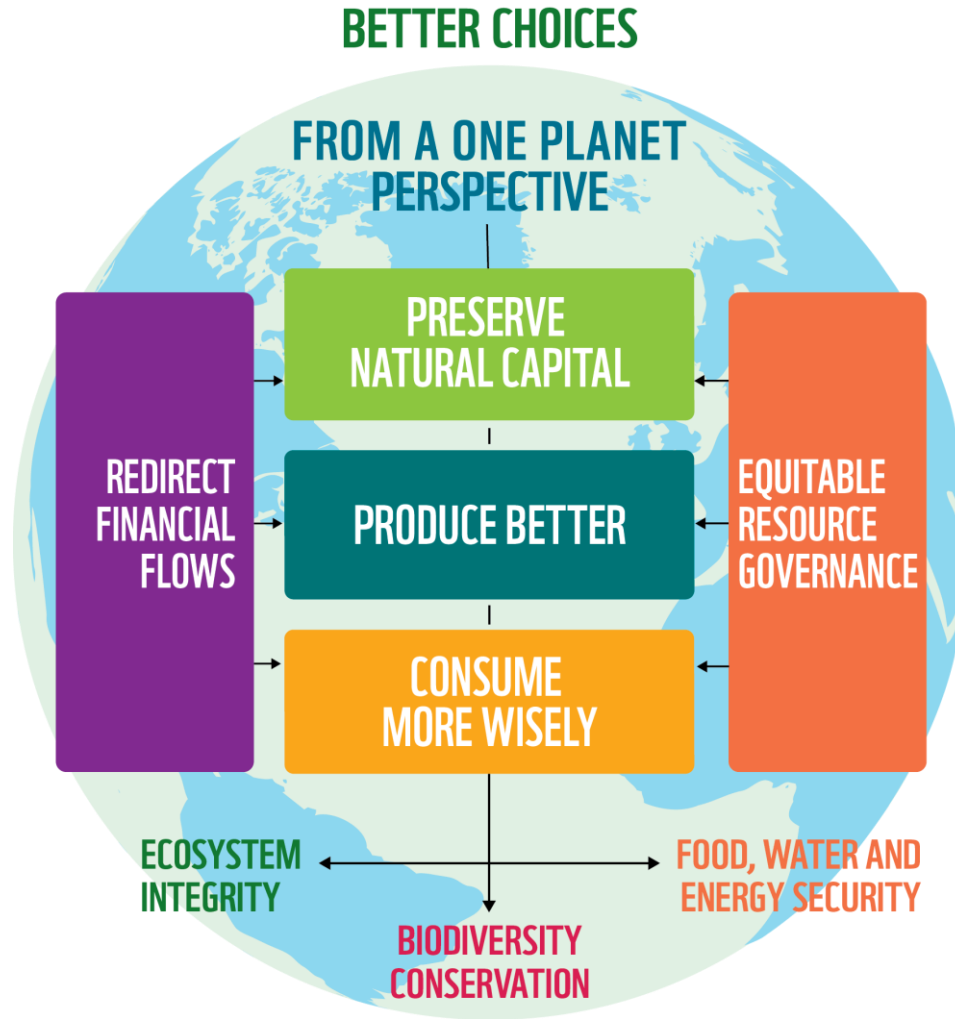 BETTER CHOICES
FROM A ONE PLANET
PERSPECTIVE
PRESERVE
NATURAL CAPITAL
REDIRECT
FINANCIAL
FLOWS
PRODUCE BETTER
EQUITABLE
RESOURCE
GOVERNANCE
CONSUME
MORE WISELY
ECOSYSTEM
INTEGRITY
FOOD, WATER AND
ENERGY SECURITY
BIODIVERSITY
CONSERVATION